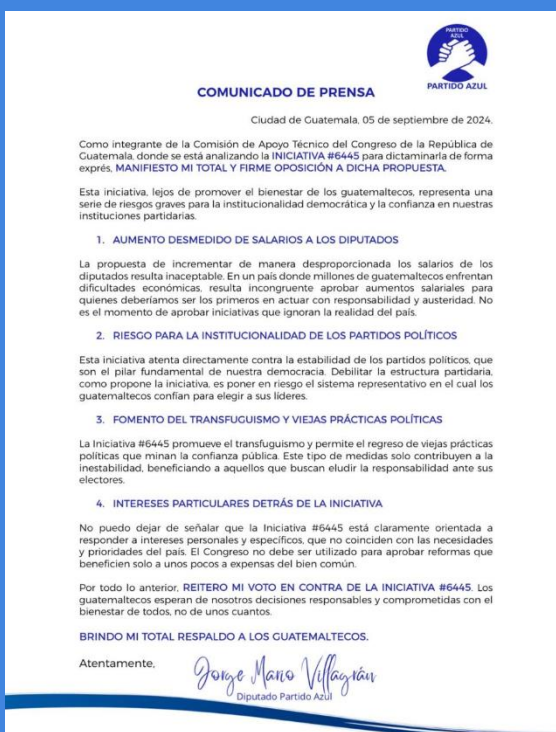 PARTIDO
AZUL
PARTIDO AZUL
COMUNICADO DE PRENSA
Ciudad de Guatemala, 05 de septiembre de 2024.
Como integrante de la Comisión de Apoyo Técnico del Congreso de la República de
Guatemala, donde se está analizando la INICIATIVA #6445 para dictaminarla de forma
exprés, MANIFIESTO MI TOTAL Y FIRME OPOSICIÓN A DICHA PROPUESTA.
Esta iniciativa, lejos de promover el bienestar de los guatemaltecos, representa una
serie de riesgos graves para la institucionalidad democrática y la confianza en nuestras
instituciones partidarias.
1. AUMENTO DESMEDIDO DE SALARIOS A LOS DIPUTADOS
La propuesta de incrementar de manera desproporcionada los salarios de los
diputados resulta inaceptable. En un país donde millones de guatemaltecos enfrentan
dificultades económicas, resulta incongruente aprobar aumentos salariales para
quienes deberíamos ser los primeros en actuar con responsabilidad y austeridad. No
es el momento de aprobar iniciativas que ignoran la realidad del país.
2. RIESGO PARA LA INSTITUCIONALIDAD DE LOS PARTIDOS POLÍTICOS
Esta iniciativa atenta directamente contra la estabilidad de los partidos políticos, que
son el pilar fundamental de nuestra democracia. Debilitar la estructura partidaria,
como propone la iniciativa, es poner en riesgo el sistema representativo en el cual los
guatemaltecos confían para elegir a sus líderes.
3. FOMENTO DEL TRANSFUGUISMO Y VIEJAS PRÁCTICAS POLÍTICAS
La Iniciativa #6445 promueve el transfuguismo y permite el regreso de viejas prácticas
políticas que minan la confianza pública. Este tipo de medidas solo contribuyen a la
inestabilidad, beneficiando a aquellos que buscan eludir la responsabilidad ante sus
electores.
4. INTERESES PARTICULARES DETRÁS DE LA INICIATIVA
No puedo dejar de señalar que la Iniciativa #6445 está claramente orientada a
responder a intereses personales y específicos, que no coinciden con las necesidades
y prioridades del país. El Congreso no debe ser utilizado para aprobar reformas que
beneficien solo a unos pocos a expensas del bien común.
Por todo lo anterior, REITERO MI VOTO EN CONTRA DE LA INICIATIVA #6445. Los
guatemaltecos esperan de nosotros decisiones responsables y comprometidas con el
bienestar de todos, no de unos cuantos.
BRINDO MI TOTAL RESPALDO A LOS GUATEMALTECOS.
Atentamente,
Jorge Mario Villagrán
Diputado Partido Azul